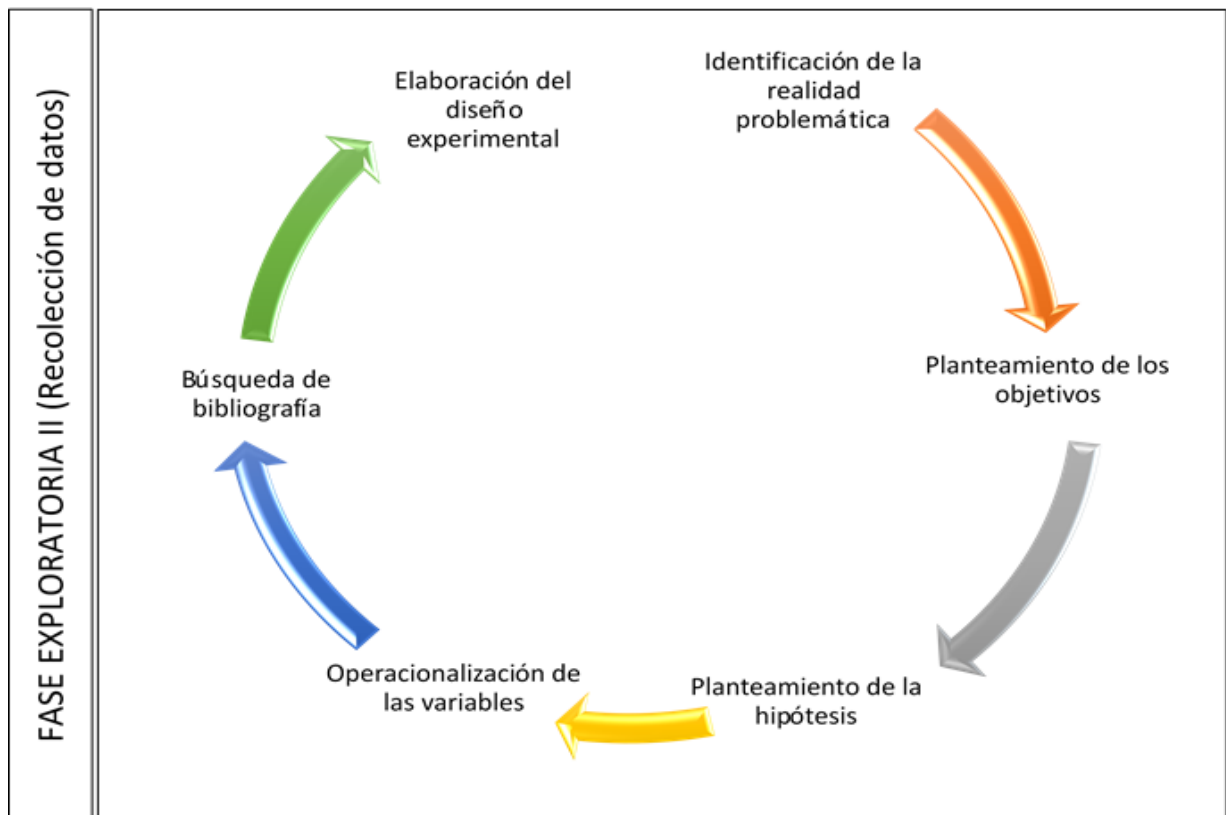 FASE EXPLORATORIA II (Recolección de datos)
Identificación de la
realidad
problemática
Planteamiento de los
objetivos
Planteamiento de la
hipótesis
Operacionalización de
las variables
Búsqueda de
bibliografía
Elaboración del
diseño
experimental